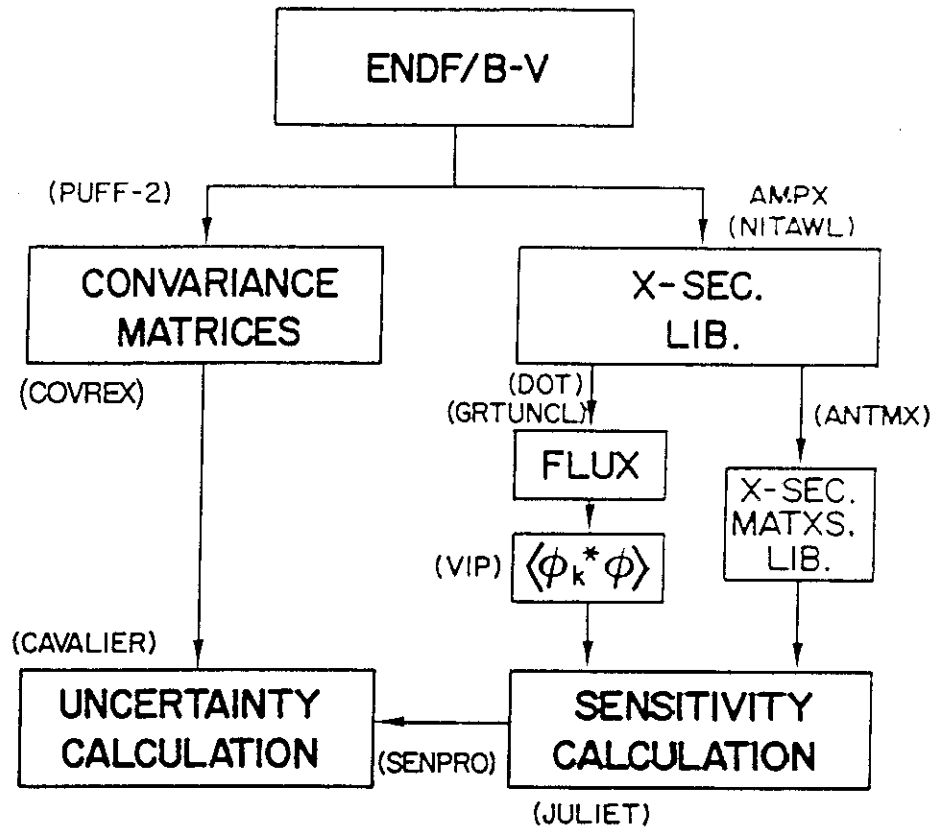 ENDF/B-V
(PUFF-2)
AMPX
(NITAWL)
CONVARIANCE
MATRICES
X-SEC.
LIB.
(COVREX)
(DOT)
(GRTUNCL)
(ANTMX)
FLUX
X-SEC.
MATXS.
LIB.
(VIP)
⟨ϕk* ϕ⟩
(CAVALIER)
UNCERTAINTY
CALCULATION
(SENPRO)
SENSITIVITY
CALCULATION
(JULIET)